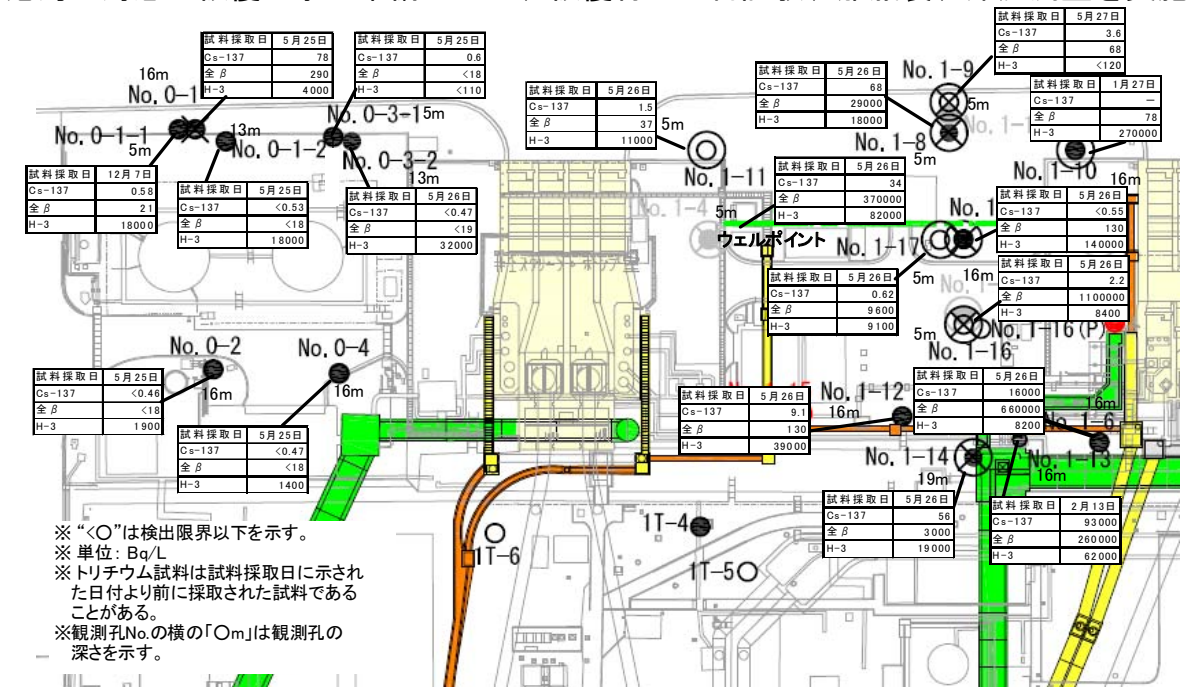 試料採取日 5月25日
Cs-137 78
全β 290
H-3 4000
16m
No. 0-1
試料採取日 5月25日
Cs-137 0.6
全β <18
H-3 <110
No. 0-3-1 5m
No. 0-1-1
5m
13m
No. 0-1-2
No. 0-3-2
13m
試料採取日 12月7日
Cs-137 0.58
全β 21
H-3 18000
試料採取日 5月25日
Cs-137 <0.53
全β <18
H-3 18000
試料採取日 5月26日
Cs-137 <0.47
全β <19
H-3 32000
試料採取日 5月26日
Cs-137 1.5
全β 37
H-3 11000
5m
No. 1-11
試料採取日 5月26日
Cs-137 68
全β 29000
H-3 18000
No. 1-9
5m
試料採取日 5月27日
Cs-137 3.6
全β 68
H-3 <120
No. 1-8
5m
試料採取日 1月27日
Cs-137 －
全β 78
H-3 270000
No. 1-10
16m
試料採取日 5月26日
Cs-137 34
全β 370000
H-3 82000
No. 1-4
5m
ウェルポイント
No. 1
試料採取日 5月26日
Cs-137 <0.55
全β 130
H-3 140000
16m
No. 1-17
5m
試料採取日 5月26日
Cs-137 0.62
全β 9600
H-3 9100
試料採取日 5月26日
Cs-137 2.2
全β 1100000
H-3 8400
5m
No. 1-16(P)
No. 1-16
No. 0-2
16m
No. 0-4
16m
試料採取日 5月25日
Cs-137 <0.46
全β <18
H-3 1900
試料採取日 5月25日
Cs-137 <0.47
全β <18
H-3 1400
試料採取日 5月26日
Cs-137 9.1
全β 130
H-3 39000
No. 1-12
16m
試料採取日 5月26日
Cs-137 16000
全β 660000
H-3 8200
16m
No. 1-6
No. 1-14
19m
No. 1-13
16m
試料採取日 5月26日
Cs-137 56
全β 3000
H-3 19000
試料採取日 2月13日
Cs-137 93000
全β 260000
H-3 62000
1T-6
1T-4
1T-5
※ “<○”は検出限界以下を示す。
※ 単位：Bq/L
※ トリチウム試料は試料採取日に示され
た日付より前に採取された試料である
ことがある。
※観測孔No.の横の「○m」は観測孔の
深さを示す。